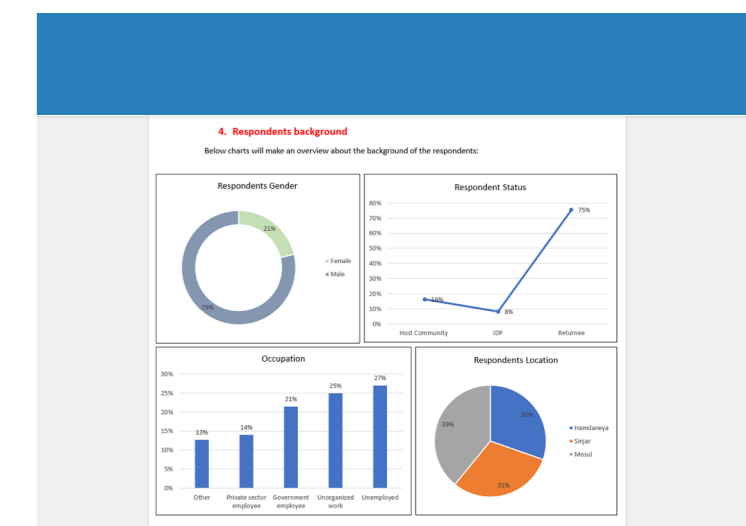 4. Respondents background
Below charts will make an overview about the background of the respondents:
Respondents Gender
21%
79%
Female
Male
Respondent Status
80%
70%
60%
50%
40%
30%
20%
10%
0%
16%
8%
75%
Host Community IDP Returnee
Occupation
30%
25%
20%
15%
10%
5%
0%
13%
14%
21%
25%
27%
Other Private sector employee Government employee Unorganized work Unemployed
Respondents Location
30%
31%
39%
Hamdaneya
Sinjar
Mosul